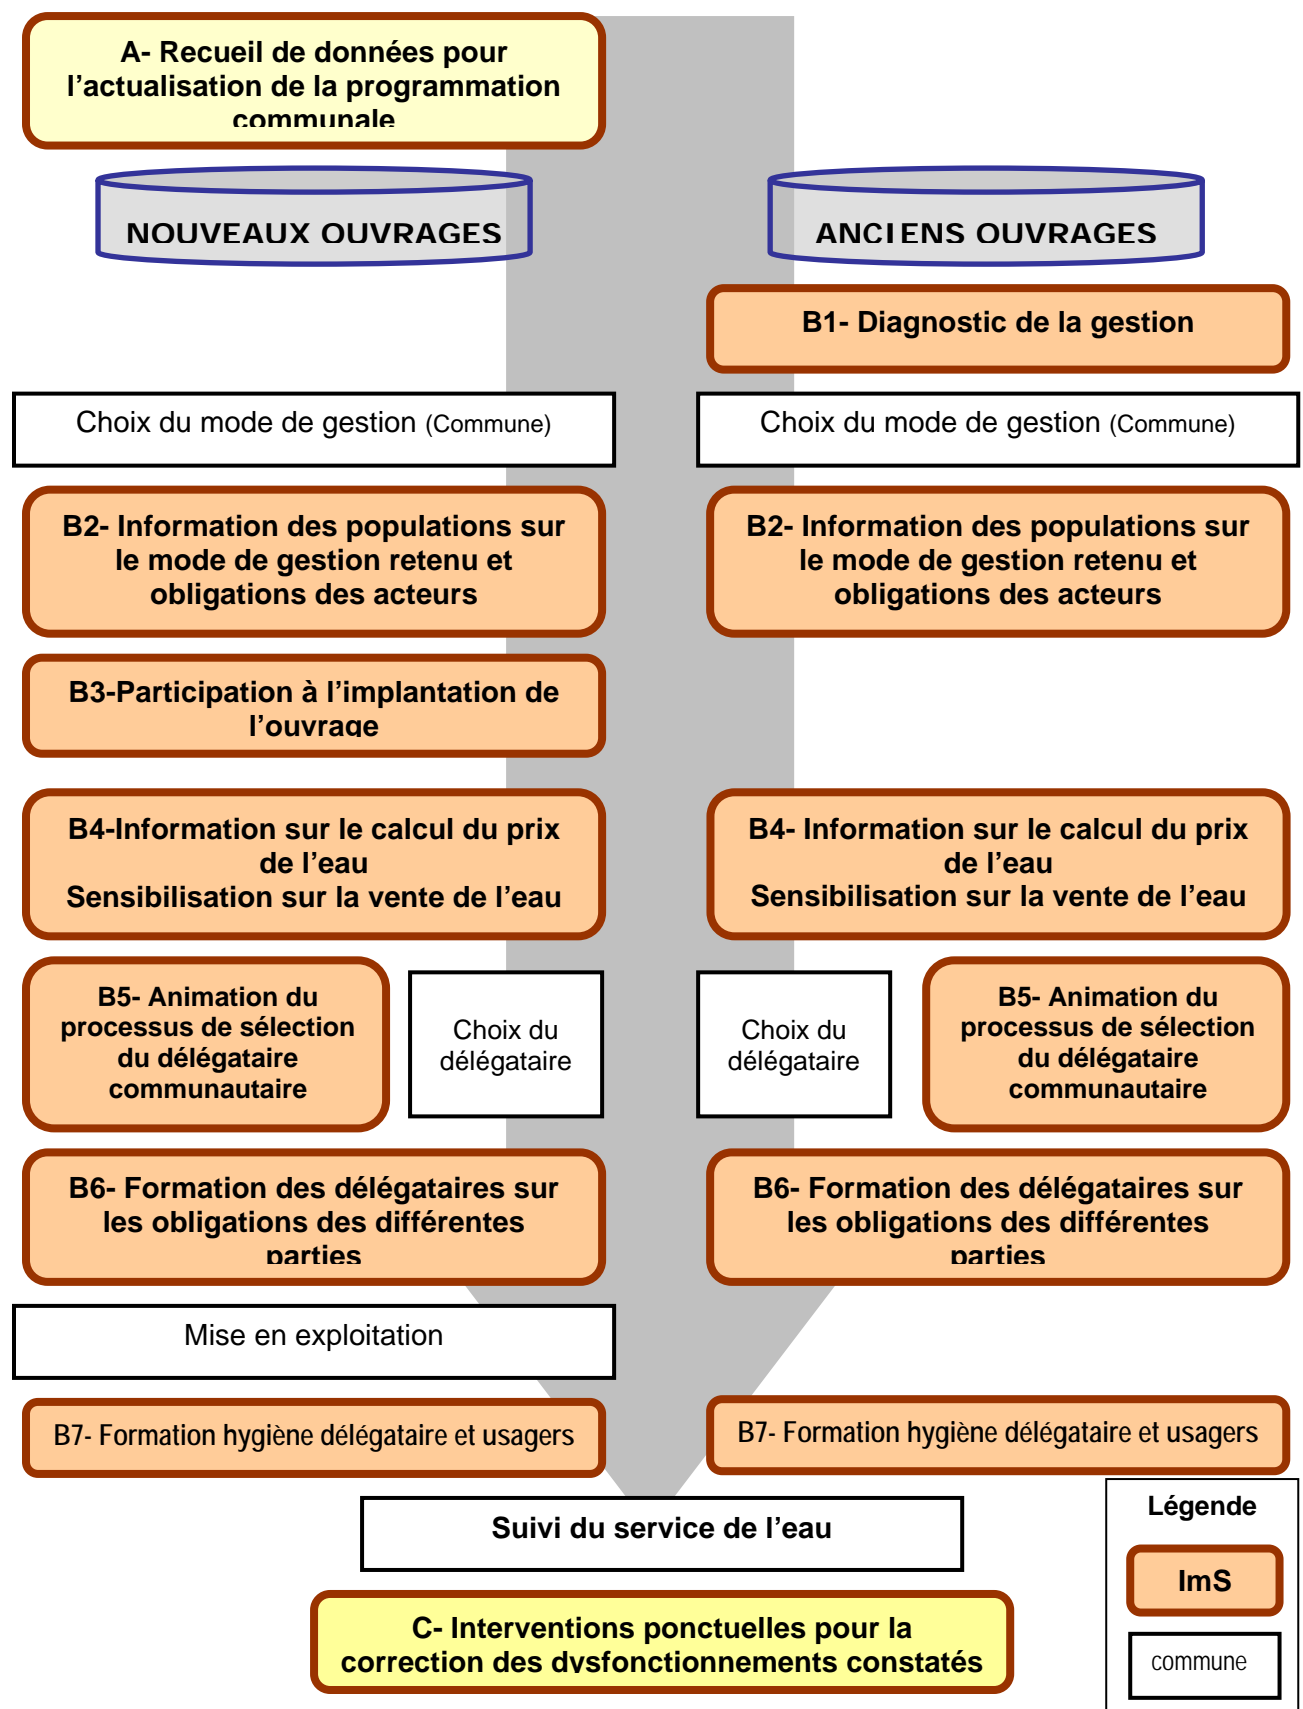 A- Recueil de données pour
l’actualisation de la programmation
communale
NOUVEAUX OUVRAGES
ANCIENS OUVRAGES
B1- Diagnostic de la gestion
Choix du mode de gestion (Commune)
Choix du mode de gestion (Commune)
B2- Information des populations sur
le mode de gestion retenu et
obligations des acteurs
B2- Information des populations sur
le mode de gestion retenu et
obligations des acteurs
B3-Participation à l’implantation de
l’ouvrage
B4-Information sur le calcul du prix
de l’eau
Sensibilisation sur la vente de l’eau
B4- Information sur le calcul du prix
de l’eau
Sensibilisation sur la vente de l’eau
B5- Animation du
processus de sélection
du délégataire
communautaire
Choix du
délégataire
Choix du
délégataire
B5- Animation du
processus de sélection
du délégataire
communautaire
B6- Formation des délégataires sur
les obligations des différentes
parties
B6- Formation des délégataires sur
les obligations des différentes
parties
Mise en exploitation
B7- Formation hygiène délégataire et usagers
B7- Formation hygiène délégataire et usagers
Suivi du service de l’eau
C- Interventions ponctuelles pour la
correction des dysfonctionnements constatés
Légende
ImS
commune